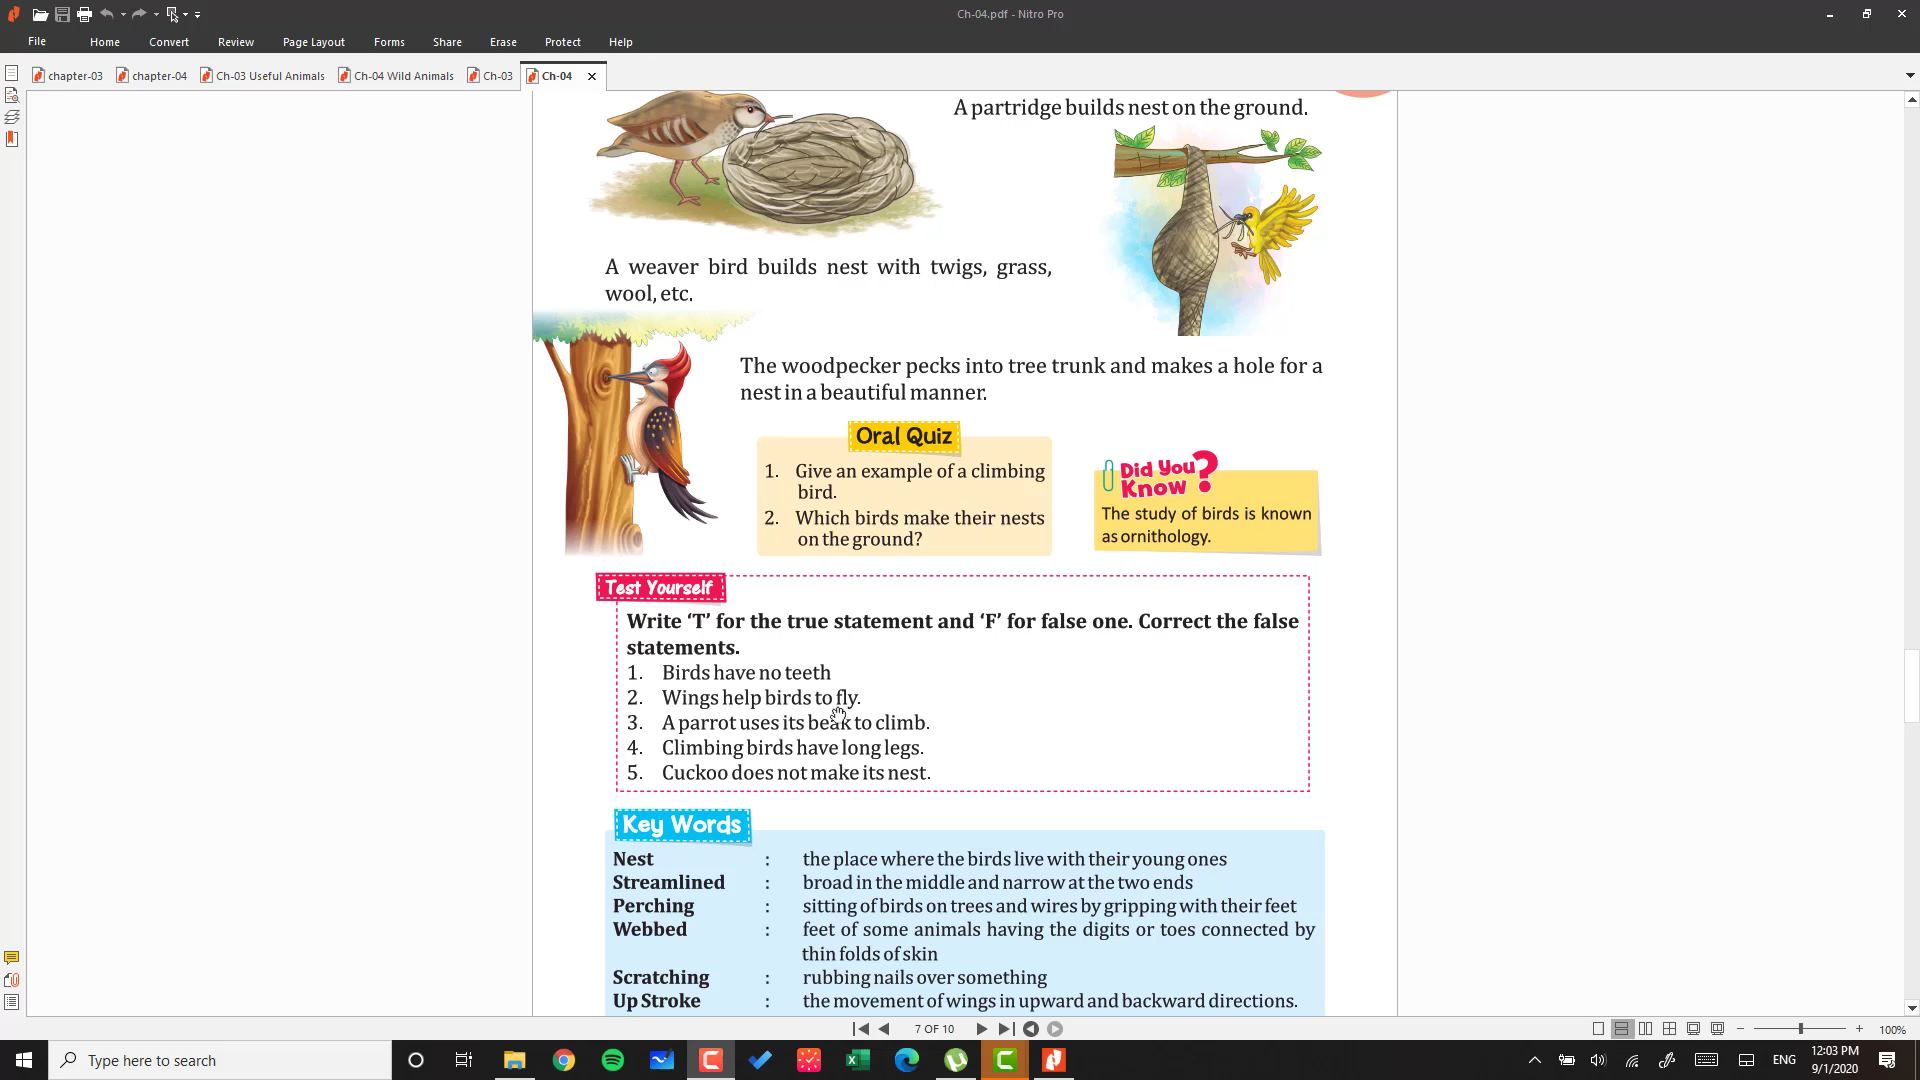 Ch-04.pdf - Nitro Pro
File Home Convert Review Page Layout Forms Share Erase Protect Help
chapter-03 chapter-04 Ch-03 Useful Animals Ch-04 Wild Animals Ch-03 Ch-04
A partridge builds nest on the ground.
A weaver bird builds nest with twigs, grass,
wool, etc.
The woodpecker pecks into tree trunk and makes a hole for a
nest in a beautiful manner.
Oral Quiz
1. Give an example of a climbing
bird.
2. Which birds make their nests
on the ground?
Did You
Know ?
The study of birds is known
as ornithology.
Test Yourself
Write ‘T’ for the true statement and ‘F’ for false one. Correct the false
statements.
1. Birds have no teeth
2. Wings help birds to fly.
3. A parrot uses its beak to climb.
4. Climbing birds have long legs.
5. Cuckoo does not make its nest.
Key Words
Nest : the place where the birds live with their young ones
Streamlined : broad in the middle and narrow at the two ends
Perching : sitting of birds on trees and wires by gripping with their feet
Webbed : feet of some animals having the digits or toes connected by
thin folds of skin
Scratching : rubbing nails over something
Up Stroke : the movement of wings in upward and backward directions.
7 OF 10
100%
Type here to search
ENG
12:03 PM
9/1/2020